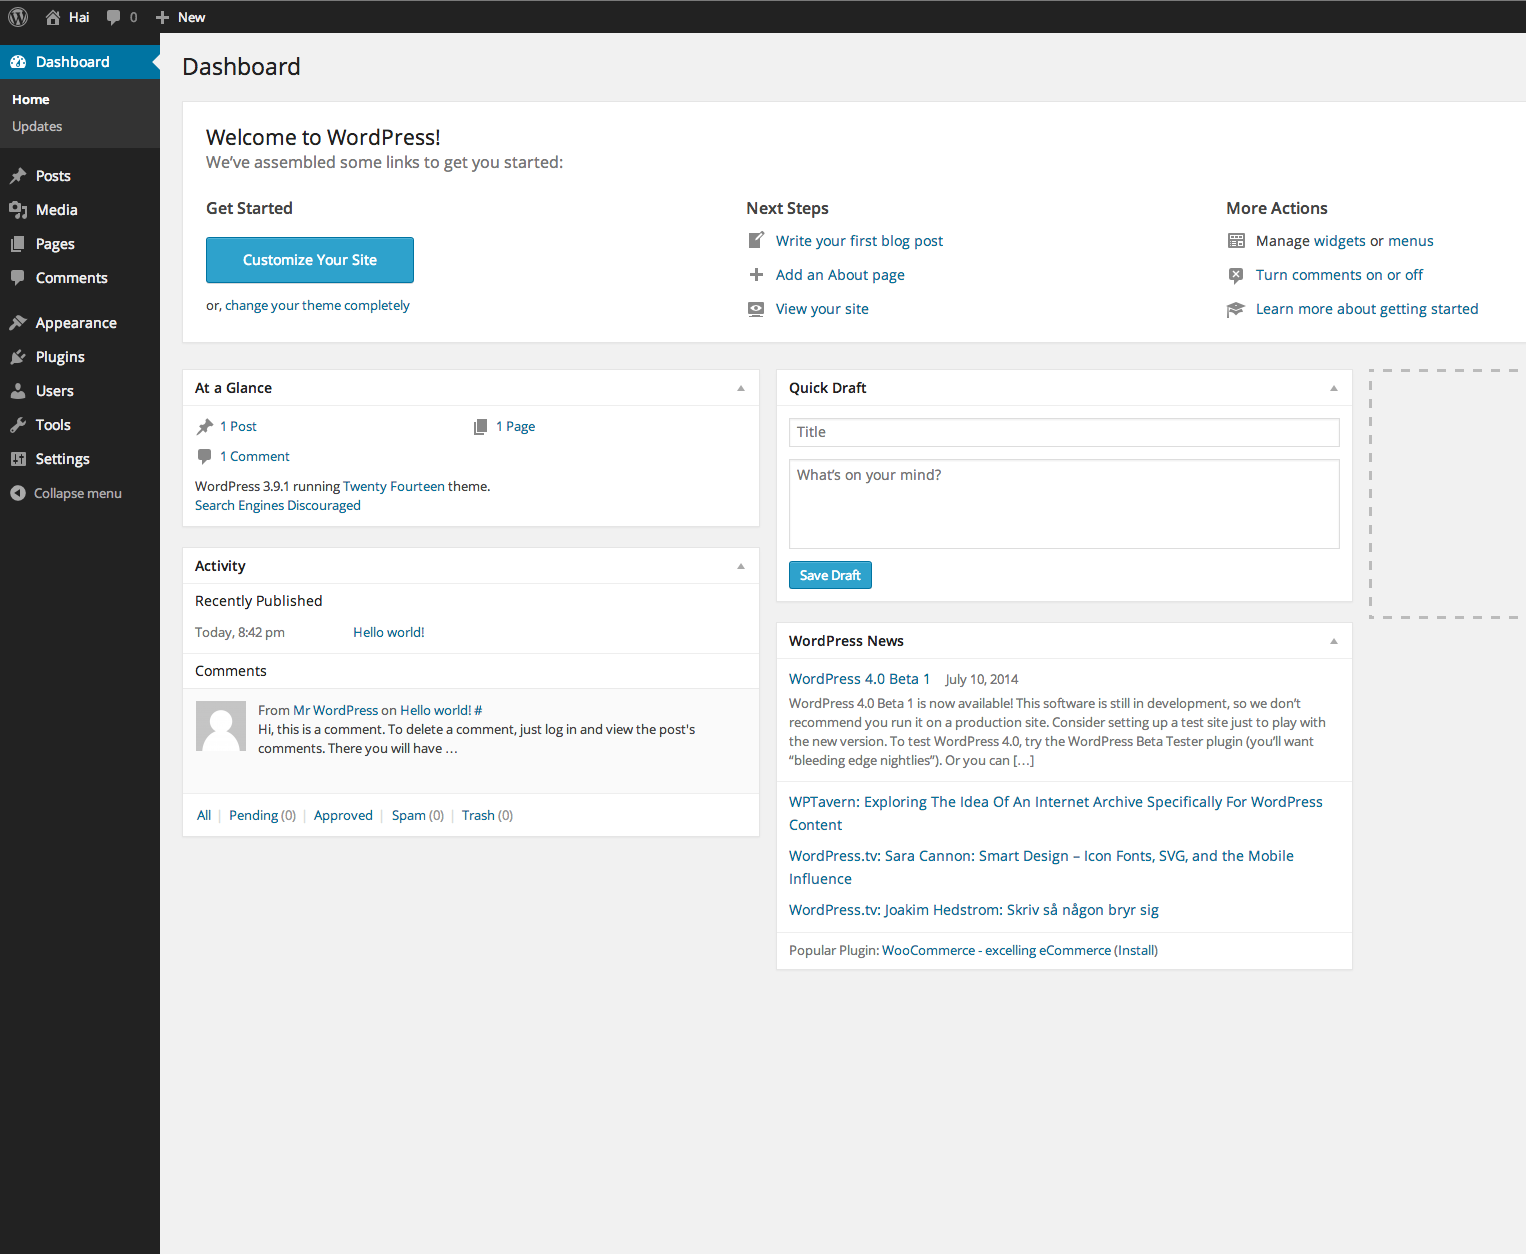 Hai 0 New
Dashboard
Home
Updates
Posts
Media
Pages
Comments
Appearance
Plugins
Users
Tools
Settings
Collapse menu
Dashboard
Welcome to WordPress!
We've assembled some links to get you started:
Get Started
Customize Your Site
or, change your theme completely
Next Steps
Write your first blog post
Add an About page
View your site
More Actions
Manage widgets or menus
Turn comments on or off
Learn more about getting started
At a Glance
1 Post
1 Page
1 Comment
WordPress 3.9.1 running Twenty Fourteen theme.
Search Engines Discouraged
Activity
Recently Published
Today, 8:42 pm Hello world!
Comments
From Mr WordPress on Hello world! #
Hi, this is a comment. To delete a comment, just log in and view the post's
comments. There you will have …
All | Pending (0) | Approved | Spam (0) | Trash (0)
Quick Draft
Title
What's on your mind?
Save Draft
WordPress News
WordPress 4.0 Beta 1 July 10, 2014
WordPress 4.0 Beta 1 is now available! This software is still in development, so we don't
recommend you run it on a production site. Consider setting up a test site just to play with
the new version. To test WordPress 4.0, try the WordPress Beta Tester plugin (you'll want
“bleeding edge nightlies”). Or you can […]
WPTavern: Exploring The Idea Of An Internet Archive Specifically For WordPress
Content
WordPress.tv: Sara Cannon: Smart Design – Icon Fonts, SVG, and the Mobile
Influence
WordPress.tv: Joakim Hedstrom: Skriv så någon bryr sig
Popular Plugin: WooCommerce - excelling eCommerce (Install)